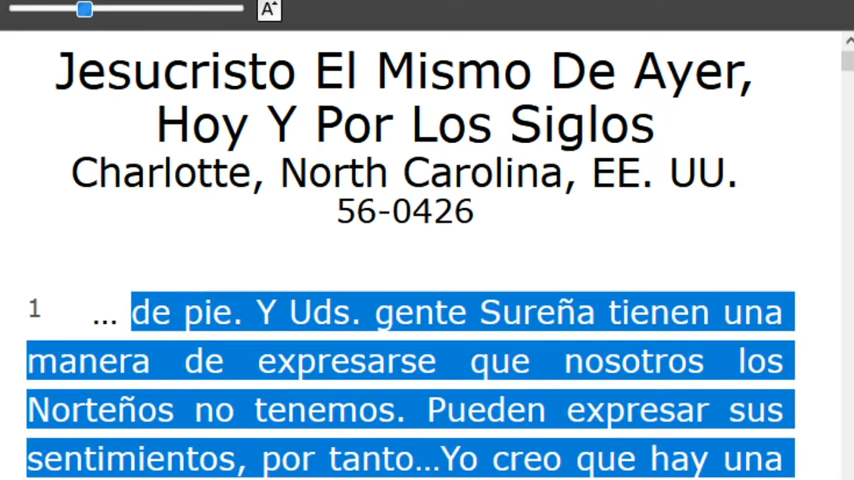 A
Jesucristo El Mismo De Ayer,
Hoy Y Por Los Siglos
Charlotte, North Carolina, EE. UU.
56-0426
1 ... de pie. Y Uds. gente Sureña tienen una
manera de expresarse que nosotros los
Norteños no tenemos. Pueden expresar sus
sentimientos, por tanto...Yo creo que hay una